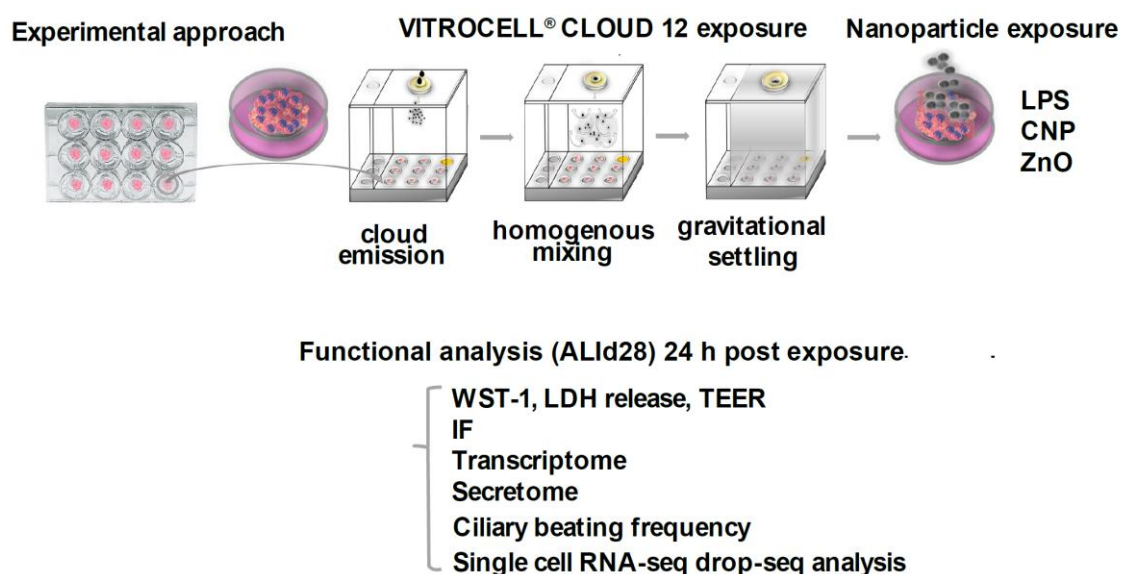 Experimental approach
VITROCELL® CLOUD 12 exposure
Nanoparticle exposure
LPS
CNP
ZnO
cloud
emission
homogenous
mixing
gravitational
settling
Functional analysis (ALId28) 24 h post exposure.
WST-1, LDH release, TEER
IF
Transcriptome
Secretome
Ciliary beating frequency
Single cell RNA-seq drop-seq analysis